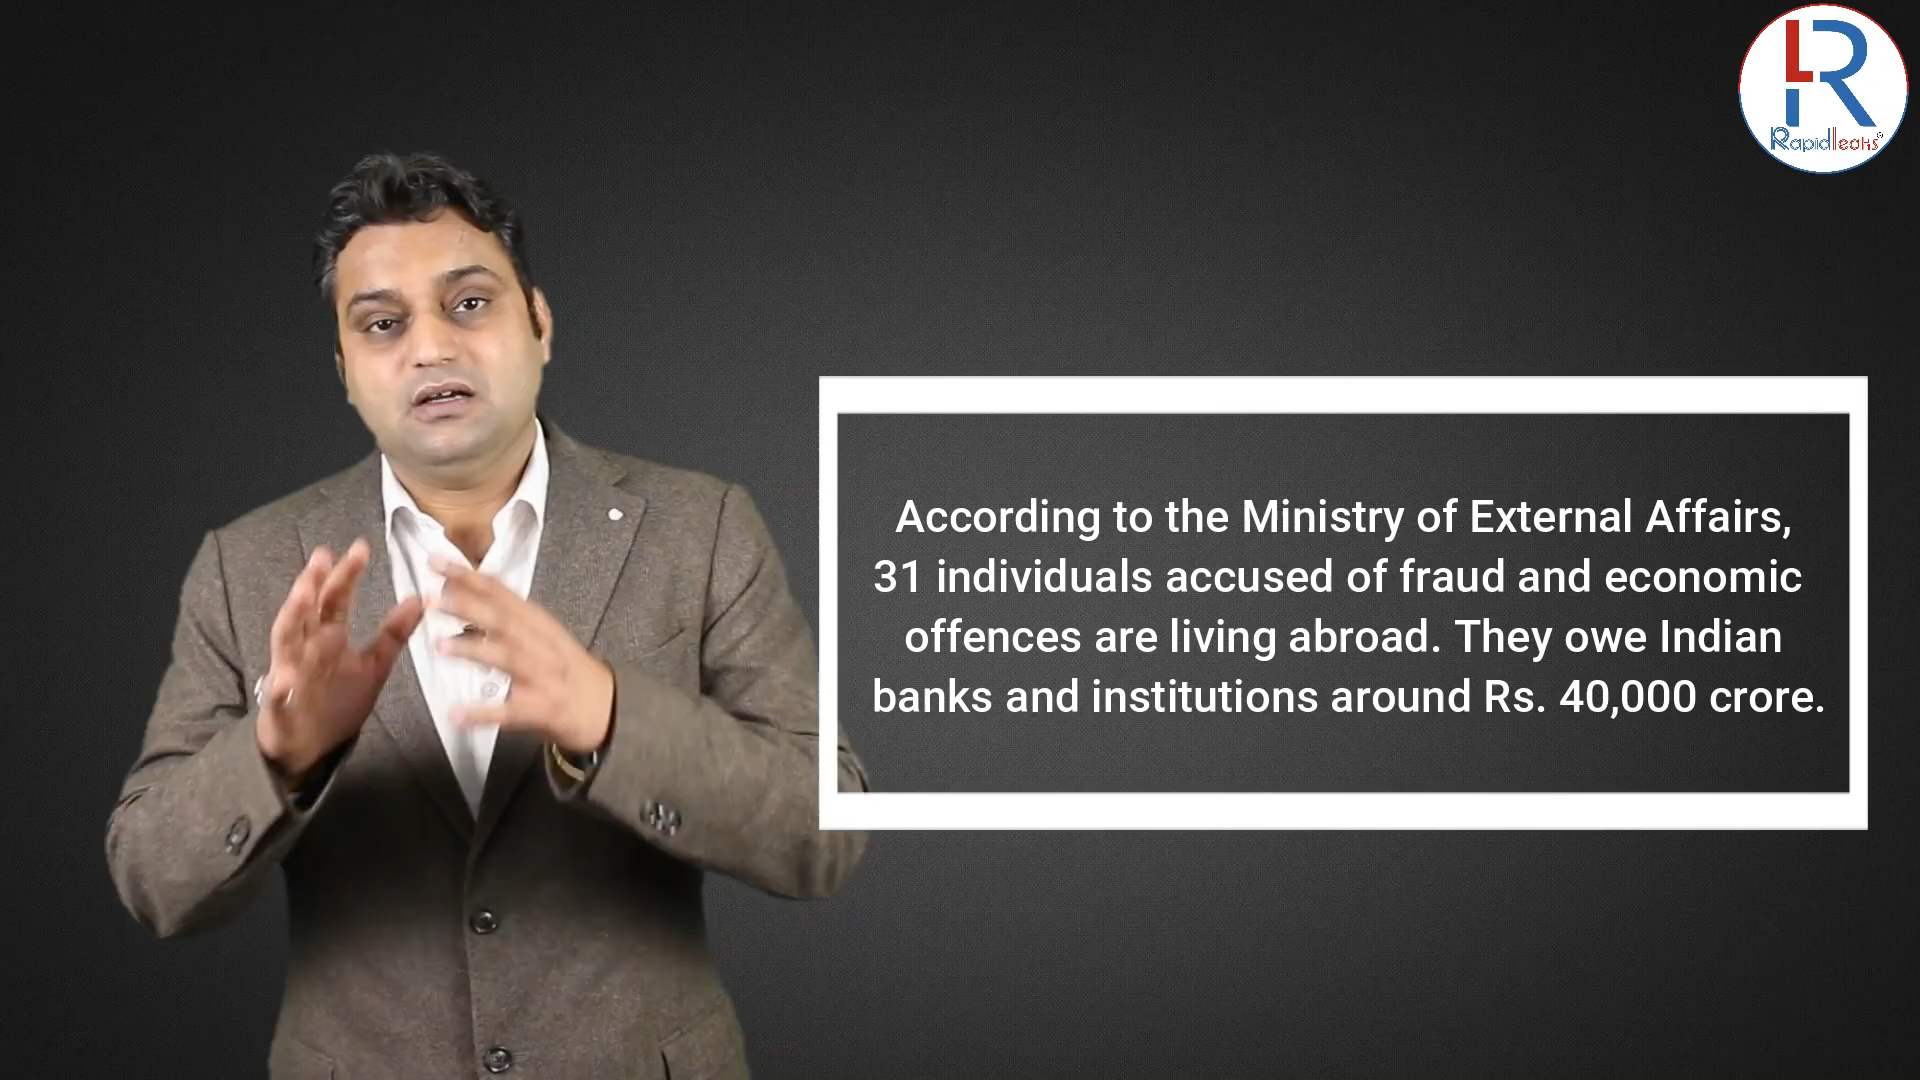 Rapidleaks
According to the Ministry of External Affairs,
31 individuals accused of fraud and economic
offences are living abroad. They owe Indian
banks and institutions around Rs. 40,000 crore.